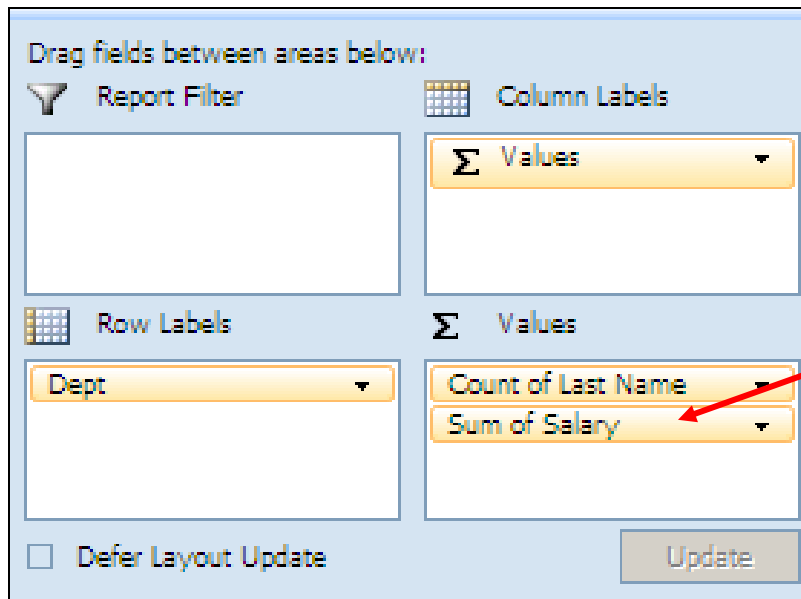 Drag fields between areas below:
Report Filter
Column Labels
Σ Values
Row Labels
Σ Values
Dept
Count of Last Name
Sum of Salary
Defer Layout Update
Update